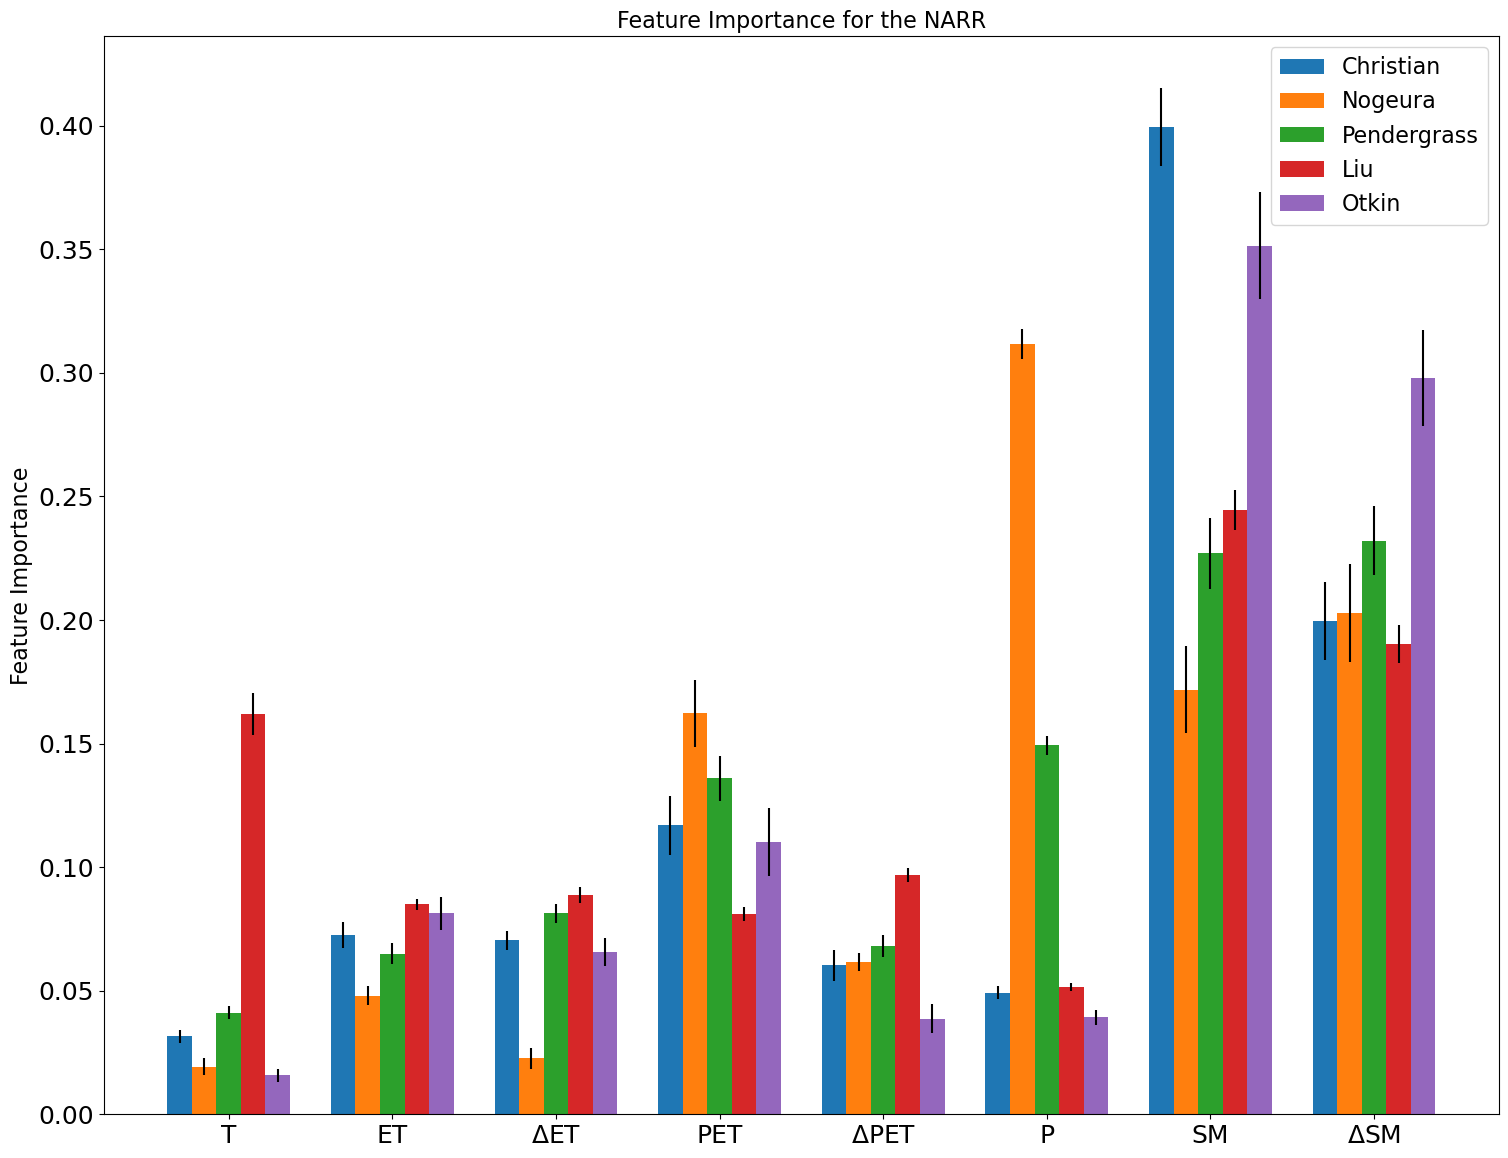 Feature Importance for the NARR
Christian
Nogeura
Pendergrass
Liu
Otkin
Feature Importance
0.40
0.35
0.30
0.25
0.20
0.15
0.10
0.05
0.00
T ET ΔET PET ΔPET P SM ΔSM